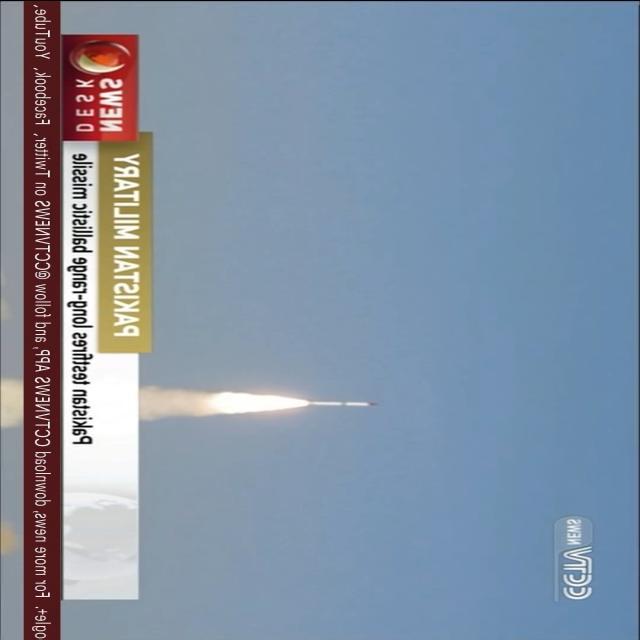 CCTV NEWS
PAKISTAN MILITARY
NEWS
DESK
Pakistan testfires long-range ballistic missile
ogle+. For more news, download CCTVNEWS APP, and follow @CCTVNEWS on Twitter, Facebook, YouTube,